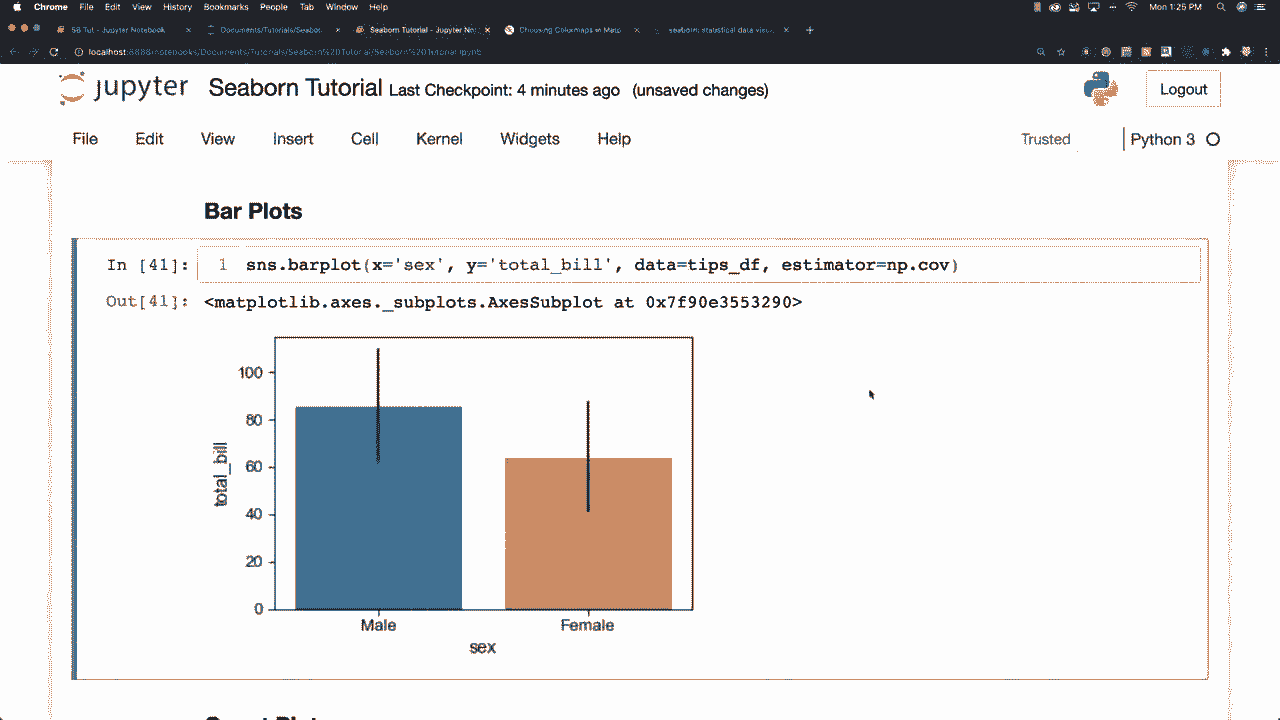 Chrome File Edit View History Bookmarks People Tab Window Help Mon 1:25 PM
SB Tut - Jupyter Notebook Documents/Tutorials/Seabor Seaborn Tutorial - Jupyter No Choosing Colormaps in Matp seaborn: statistical data visu
localhost:8888/notebooks/Documents/Tutorials/Seaborn%20Tutorial/Seaborn%20Tutorial.ipynb
jupyter Seaborn Tutorial Last Checkpoint: 4 minutes ago (unsaved changes) Logout
File Edit View Insert Cell Kernel Widgets Help Trusted Python 3
Bar Plots
In [41]: 1 sns.barplot(x='sex', y='total_bill', data=tips_df, estimator=np.cov)
Out[41]: <matplotlib.axes._subplots.AxesSubplot at 0x7f90e3553290>
100
80
60
40
20
0
total_bill
Male Female
sex